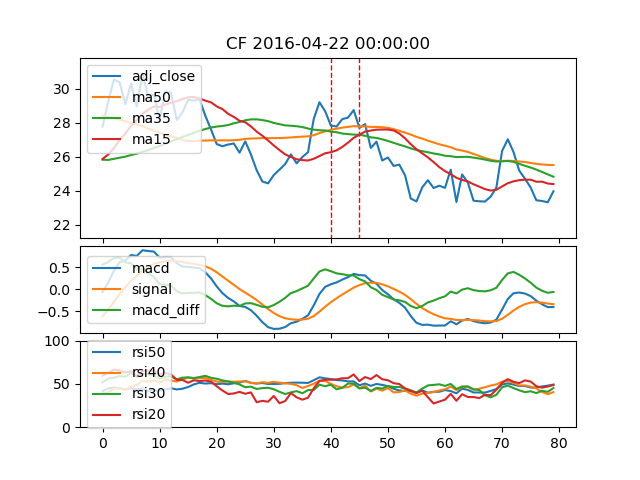 CF 2016-04-22 00:00:00
adj_close
ma50
ma35
ma15
30
28
26
24
22
macd
signal
macd_diff
0.5
0.0
−0.5
rsi50
rsi40
rsi30
rsi20
100
50
0
0 10 20 30 40 50 60 70 80